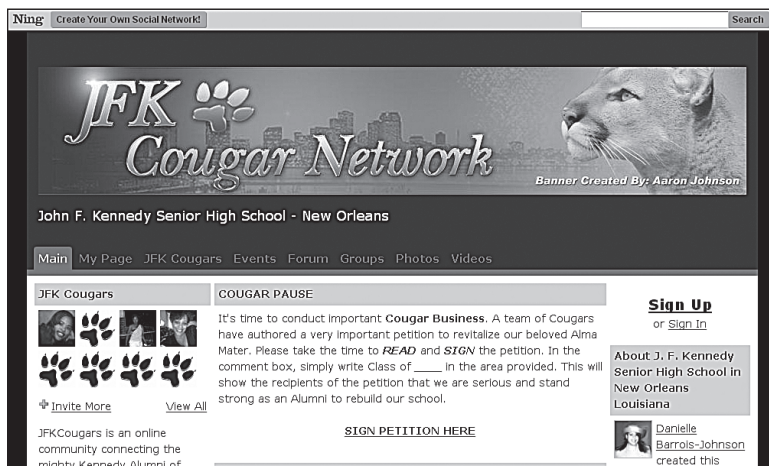 Ning Create Your Own Social Network! Search
JFK
Cougar Network
Banner Created By: Aaron Johnson
John F. Kennedy Senior High School - New Orleans
Main My Page JFK Cougars Events Forum Groups Photos Videos
JFK Cougars
Invite More View All
JFKCougars is an online
community connecting the
mighty Kennedy Alumni of
COUGAR PAUSE
It's time to conduct important Cougar Business. A team of Cougars
have authored a very important petition to revitalize our beloved Alma
Mater. Please take the time to READ and SIGN the petition. In the
comment box, simply write Class of ____ in the area provided. This will
show the recipients of the petition that we are serious and stand
strong as an Alumni to rebuild our school.
SIGN PETITION HERE
Sign Up
or Sign In
About J. F. Kennedy
Senior High School in
New Orleans
Louisiana
Danielle
Barrois-Johnson
created this